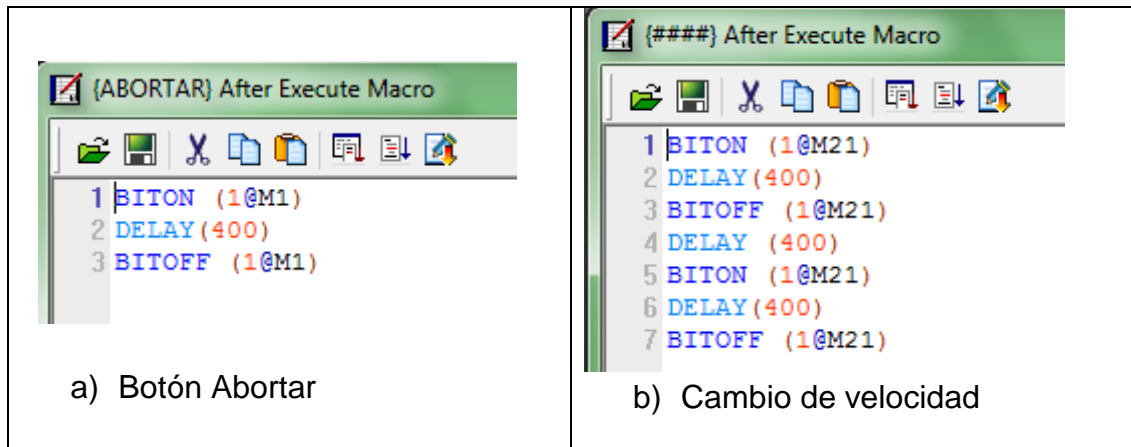 {ABORTAR} After Execute Macro
1 BITON (1@M1)
2 DELAY(400)
3 BITOFF (1@M1)
a) Botón Abortar
{####} After Execute Macro
1 BITON (1@M21)
2 DELAY(400)
3 BITOFF (1@M21)
4 DELAY (400)
5 BITON (1@M21)
6 DELAY(400)
7 BITOFF (1@M21)
b) Cambio de velocidad